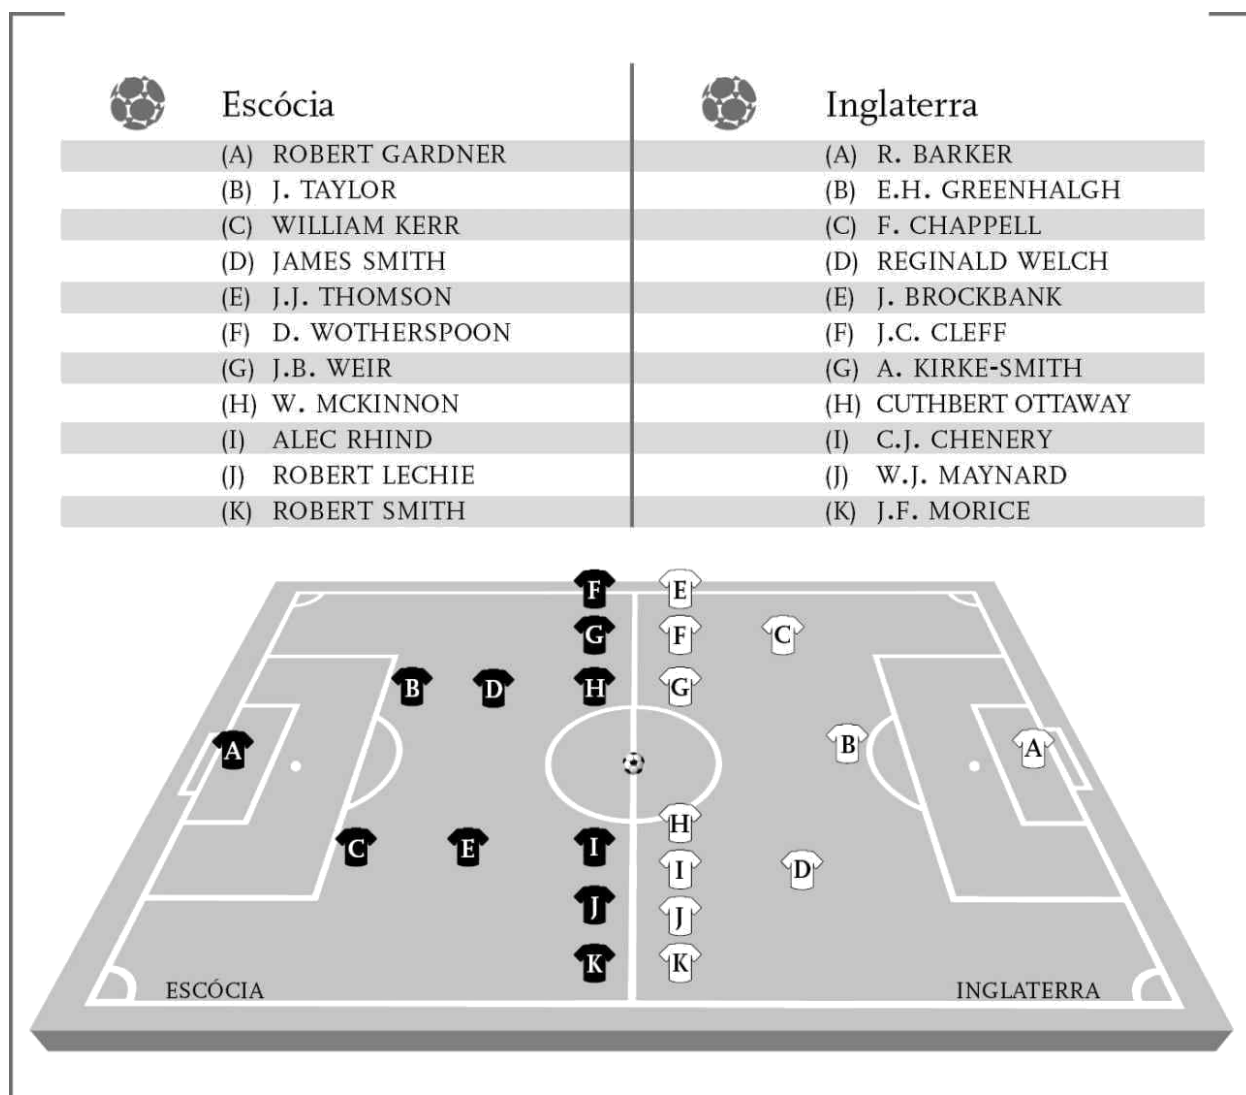 Escócia
(A) ROBERT GARDNER
(B) J. TAYLOR
(C) WILLIAM KERR
(D) JAMES SMITH
(E) J.J. THOMSON
(F) D. WOTHERSPOON
(G) J.B. WEIR
(H) W. MCKINNON
(I) ALEC RHIND
(J) ROBERT LECHIE
(K) ROBERT SMITH
Inglaterra
(A) R. BARKER
(B) E.H. GREENHALGH
(C) F. CHAPPELL
(D) REGINALD WELCH
(E) J. BROCKBANK
(F) J.C. CLEFF
(G) A. KIRKE-SMITH
(H) CUTHBERT OTTAWAY
(I) C.J. CHENERY
(J) W.J. MAYNARD
(K) J.F. MORICE
F E
G F C
B D H G
A B A
H
C E I
I D
J J
K K
ESCÓCIA INGLATERRA